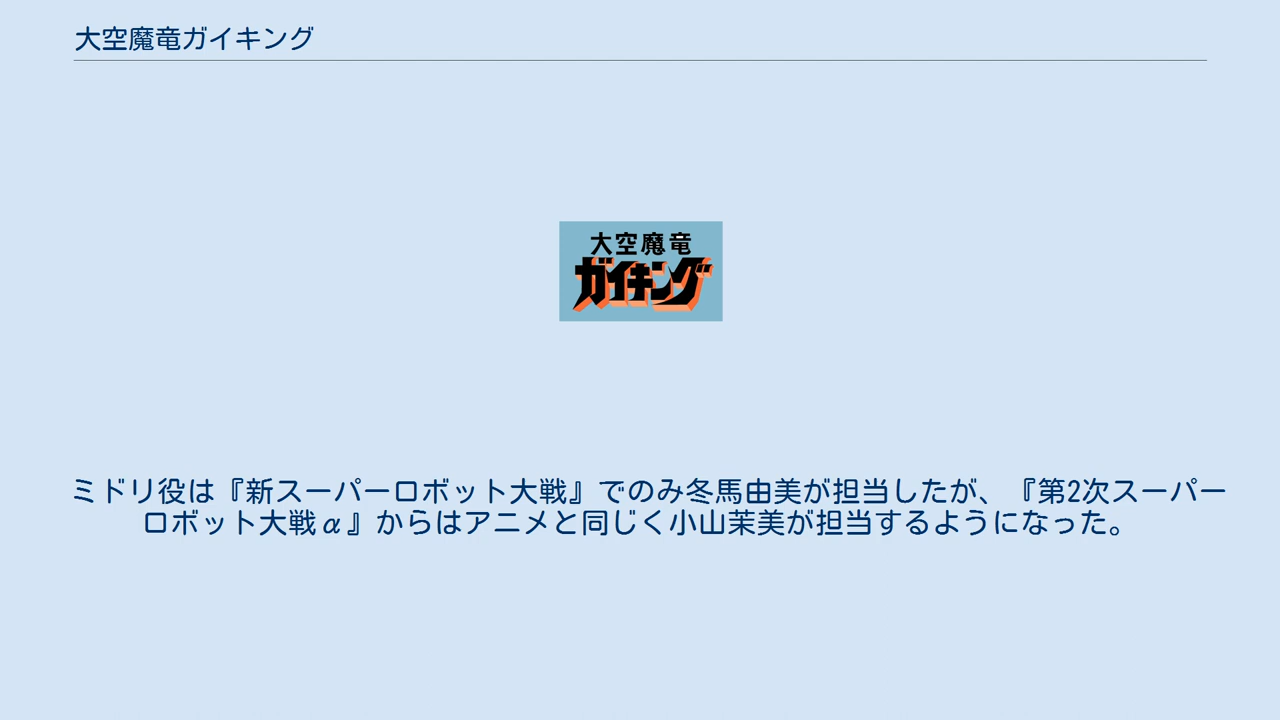 大空魔竜ガイキング
大空魔竜
ガイキング
ミドリ役は『新スーパーロボット大戦』でのみ冬馬由美が担当したが、『第2次スーパー
ロボット大戦α』からはアニメと同じく小山茉美が担当するようになった。